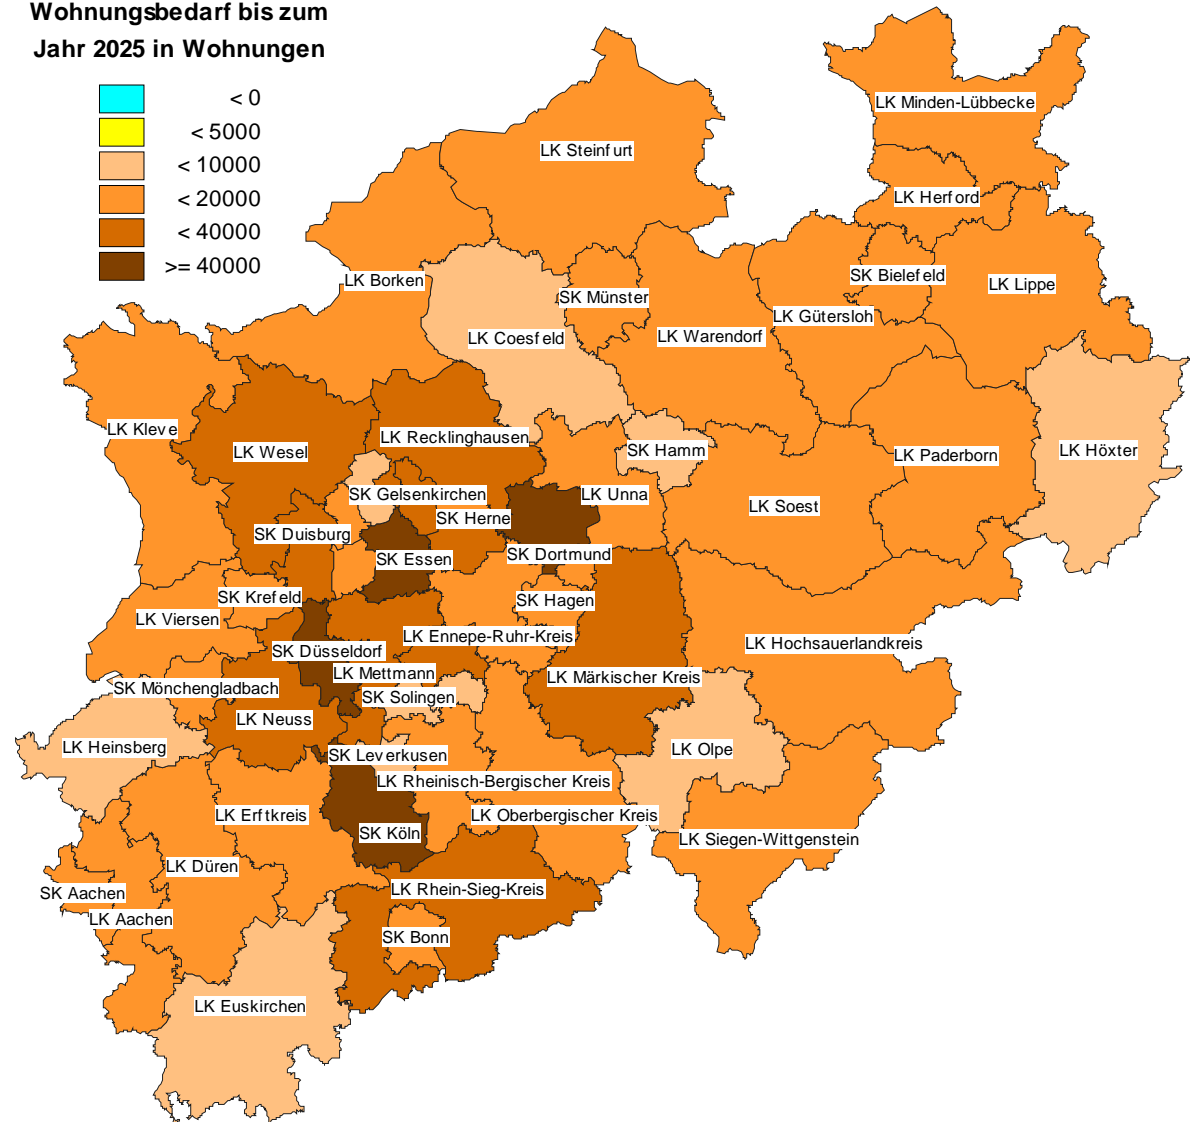 Wohnungsbedarf bis zum
Jahr 2025 in Wohnungen
< 0
< 5000
< 10000
< 20000
< 40000
>= 40000
LK Minden-Lübbecke
LK Steinfurt
LK Herford
SK Bielefeld
LK Borken
LK Lippe
SK Münster
LK Gütersloh
LK Coesfeld
LK Warendorf
LK Kleve
LK Recklinghausen
LK Wesel
SK Hamm
LK Höxter
LK Paderborn
SK Gelsenkirchen
LK Unna
LK Soest
SK Herne
SK Duisburg
SK Dortmund
SK Essen
SK Krefeld
SK Hagen
LK Viersen
LK Ennepe-Ruhr-Kreis
LK Hochsauerlandkreis
SK Düsseldorf
LK Mettmann
LK Märkischer Kreis
SK Mönchengladbach
SK Solingen
LK Neuss
LK Heinsberg
LK Olpe
SK Leverkusen
LK Rheinisch-Bergischer Kreis
LK Erftkreis
LK Oberbergischer Kreis
SK Köln
LK Siegen-Wittgenstein
LK Düren
SK Aachen
LK Rhein-Sieg-Kreis
LK Aachen
SK Bonn
LK Euskirchen